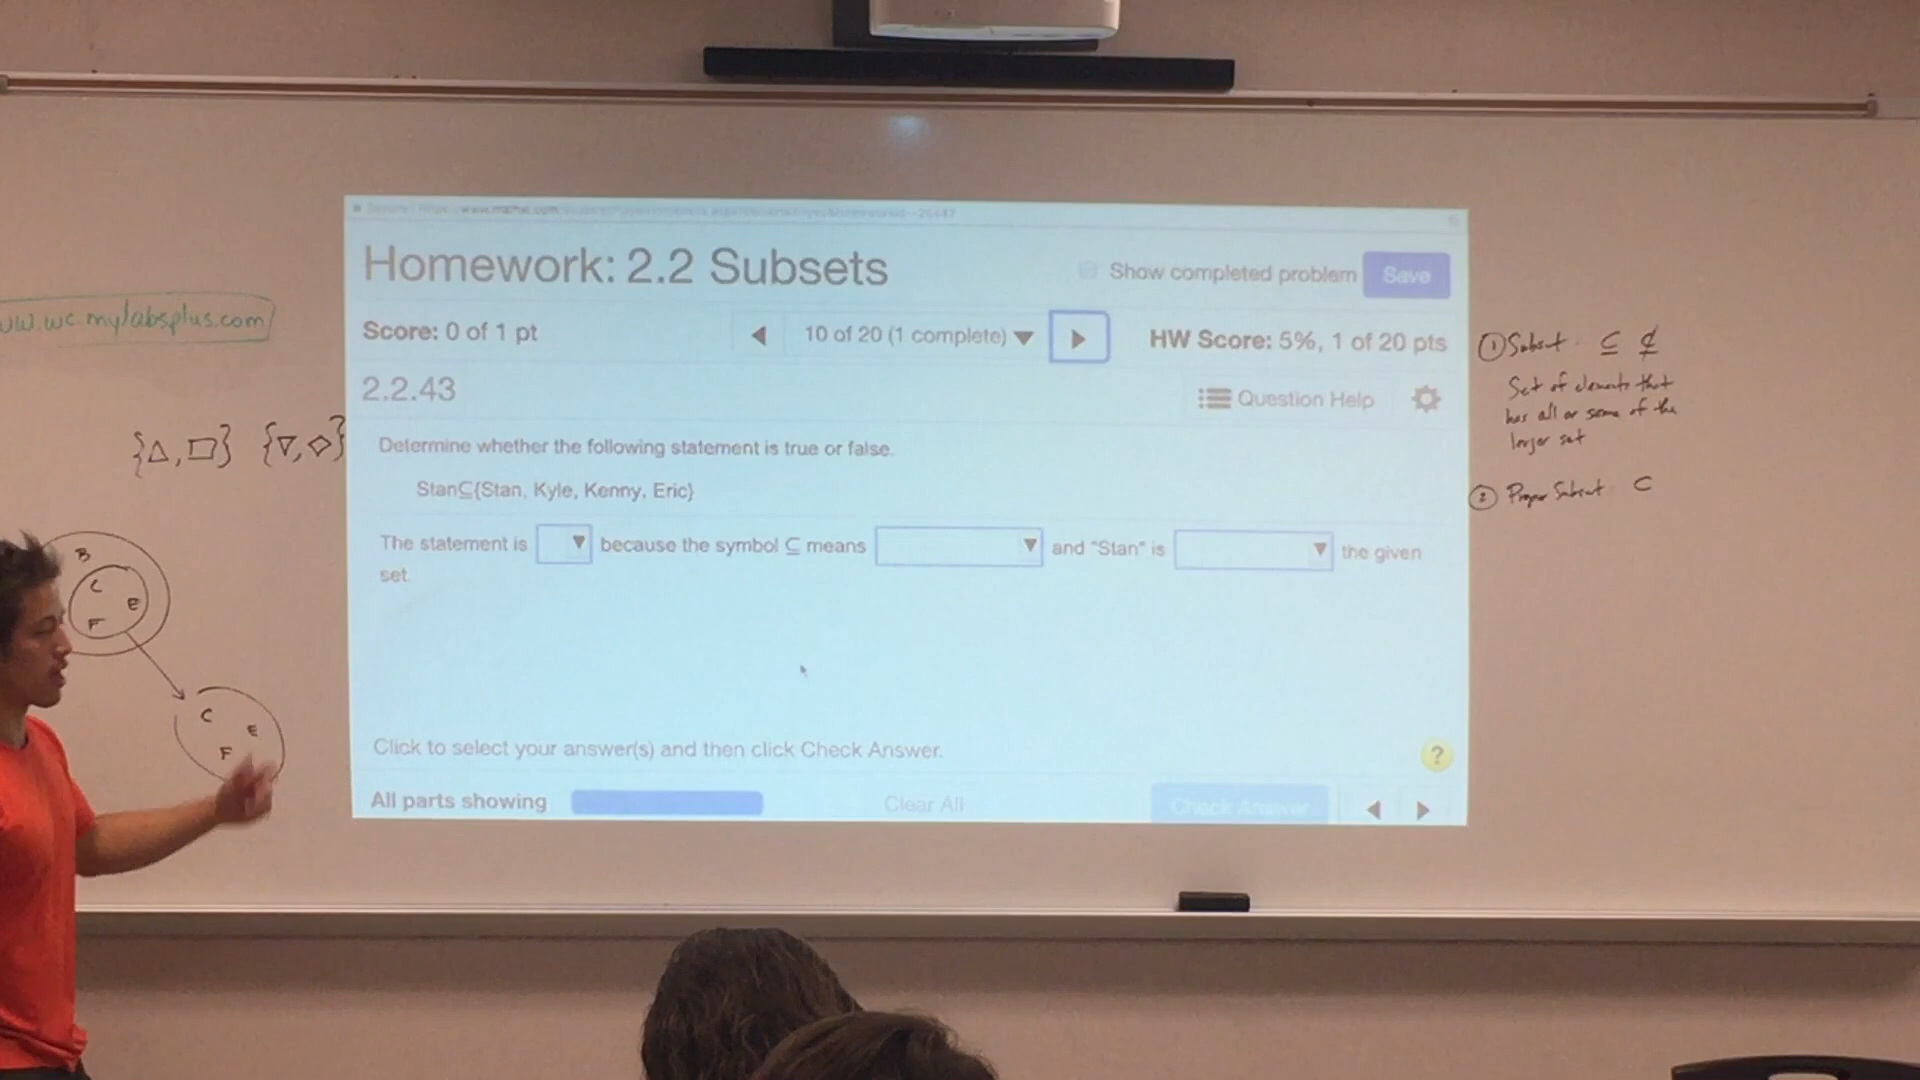 www.wc.mylabsplus.com
{△,□} {▽,◇}
B
C
E
F
C
E
F
Homework: 2.2 Subsets
Show completed problem
Save
Score: 0 of 1 pt
10 of 20 (1 complete)
HW Score: 5%, 1 of 20 pts
2.2.43
Question Help
Determine whether the following statement is true or false.
Stan⊆{Stan, Kyle, Kenny, Eric}
The statement is because the symbol ⊆ means and "Stan" is the given
set.
Click to select your answer(s) and then click Check Answer.
?
All parts showing
Clear All
Check Answer
① Subset ⊆ ⊈
Set of elements that
has all or some of the
larger set
② Proper Subset ⊂